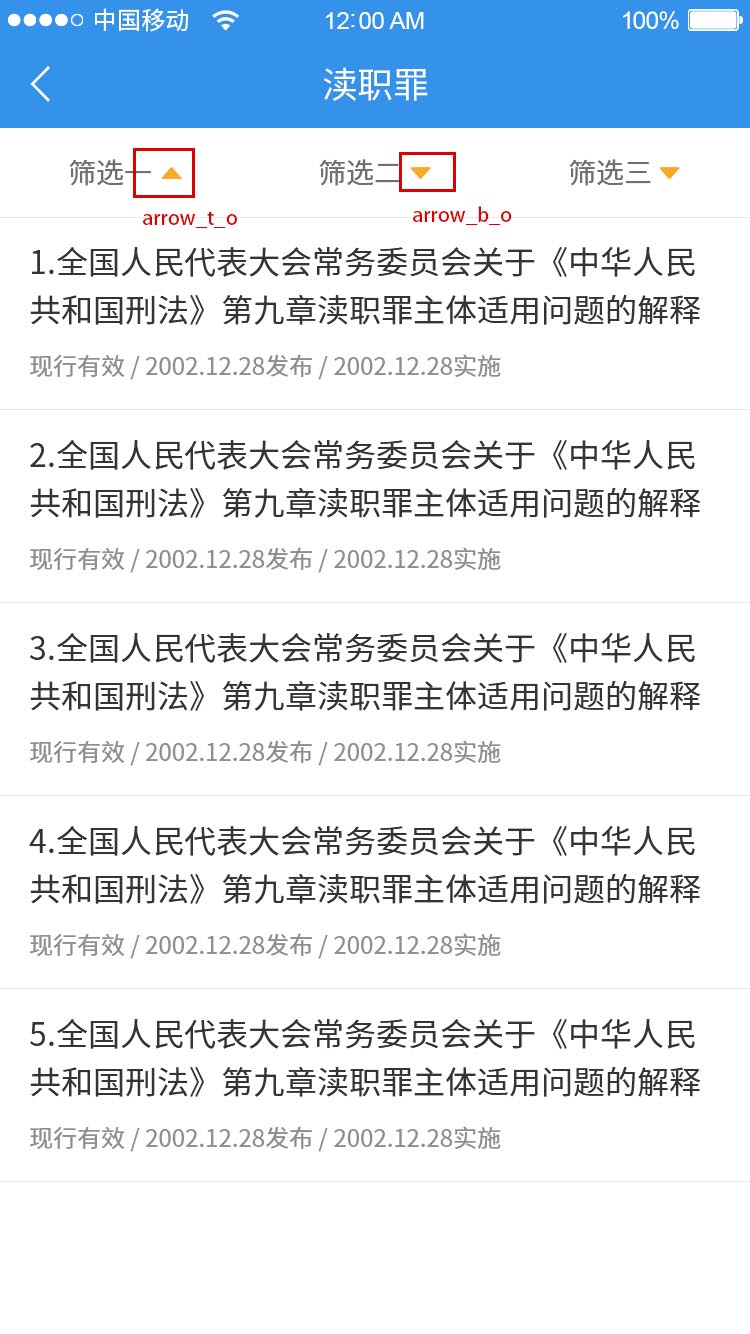 中国移动 12:00 AM 100%
渎职罪
筛选一 筛选二 筛选三
arrow_t_o arrow_b_o
1.全国人民代表大会常务委员会关于《中华人民
共和国刑法》第九章渎职罪主体适用问题的解释
现行有效 / 2002.12.28发布 / 2002.12.28实施
2.全国人民代表大会常务委员会关于《中华人民
共和国刑法》第九章渎职罪主体适用问题的解释
现行有效 / 2002.12.28发布 / 2002.12.28实施
3.全国人民代表大会常务委员会关于《中华人民
共和国刑法》第九章渎职罪主体适用问题的解释
现行有效 / 2002.12.28发布 / 2002.12.28实施
4.全国人民代表大会常务委员会关于《中华人民
共和国刑法》第九章渎职罪主体适用问题的解释
现行有效 / 2002.12.28发布 / 2002.12.28实施
5.全国人民代表大会常务委员会关于《中华人民
共和国刑法》第九章渎职罪主体适用问题的解释
现行有效 / 2002.12.28发布 / 2002.12.28实施